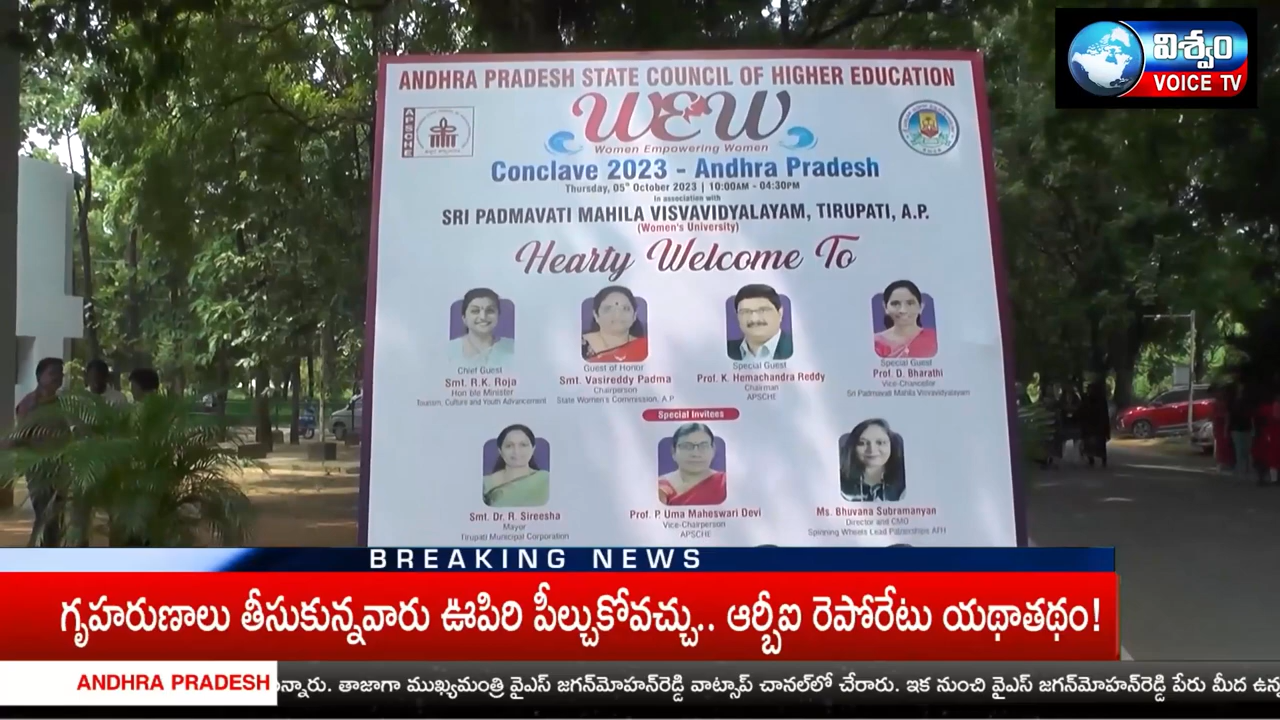 విశ్వం
VOICE TV
ANDHRA PRADESH STATE COUNCIL OF HIGHER EDUCATION
APSCHE
WEW
Women Empowering Women
Conclave 2023 - Andhra Pradesh
Thursday, 05th October 2023 | 10:00AM - 04:30PM
In association with
SRI PADMAVATI MAHILA VISVAVIDYALAYAM, TIRUPATI, A.P.
(Women's University)
Hearty Welcome To
Chief Guest
Smt. R.K. Roja
Hon'ble Minister
Tourism, Culture and Youth Advancement
Guest of Honor
Smt. Vasireddy Padma
Chairperson
State Women's Commission, A.P
Special Guest
Prof. K. Hemachandra Reddy
Chairman
APSCHE
Special Guest
Prof. D. Bharathi
Vice-Chancellor
Sri Padmavati Mahila Visvavidyalayam
Special Invitees
Smt. Dr. R. Sireesha
Mayor
Tirupati Municipal Corporation
Prof. P. Uma Maheswari Devi
Vice-Chairperson
APSCHE
Ms. Bhuvana Subramanyan
Director and CMO
Spinning Wheels Lead Patronships
BREAKING NEWS
గృహరుణాలు తీసుకున్నవారు ఊపిరి పీల్చుకోవచ్చు.. ఆర్బీఐ రెపోరేటు యథాతథం!
ANDHRA PRADESH
న్నారు. తాజాగా ముఖ్యమంత్రి వైఎస్ జగన్‌మోహన్‌రెడ్డి వాట్సాప్ చానల్‌లో చేరారు. ఇక నుంచి వైఎస్ జగన్‌మోహన్‌రెడ్డి పేరు మీద ఉన్న